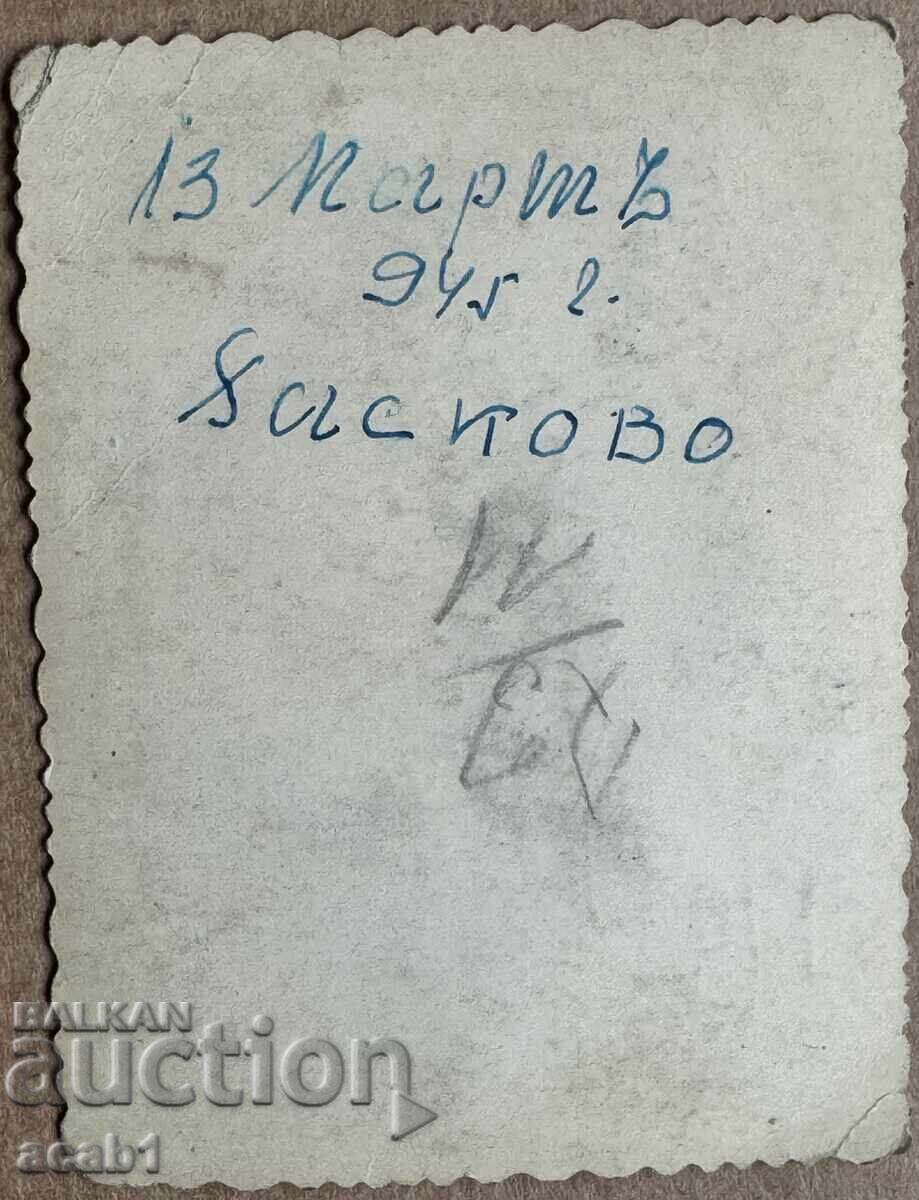 13 Мартъ
945 г.
Хасково
BALKAN
auction
acab1